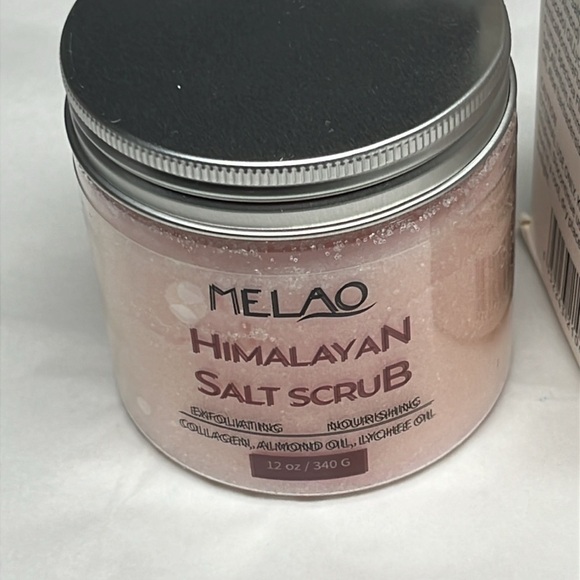 MELAO
HIMALAYAN
SALT SCRUB
EXFOLIATING NOURISHING
COLLAGEN, ALMOND OIL, LYCHEE OIL
12 oz / 340 G